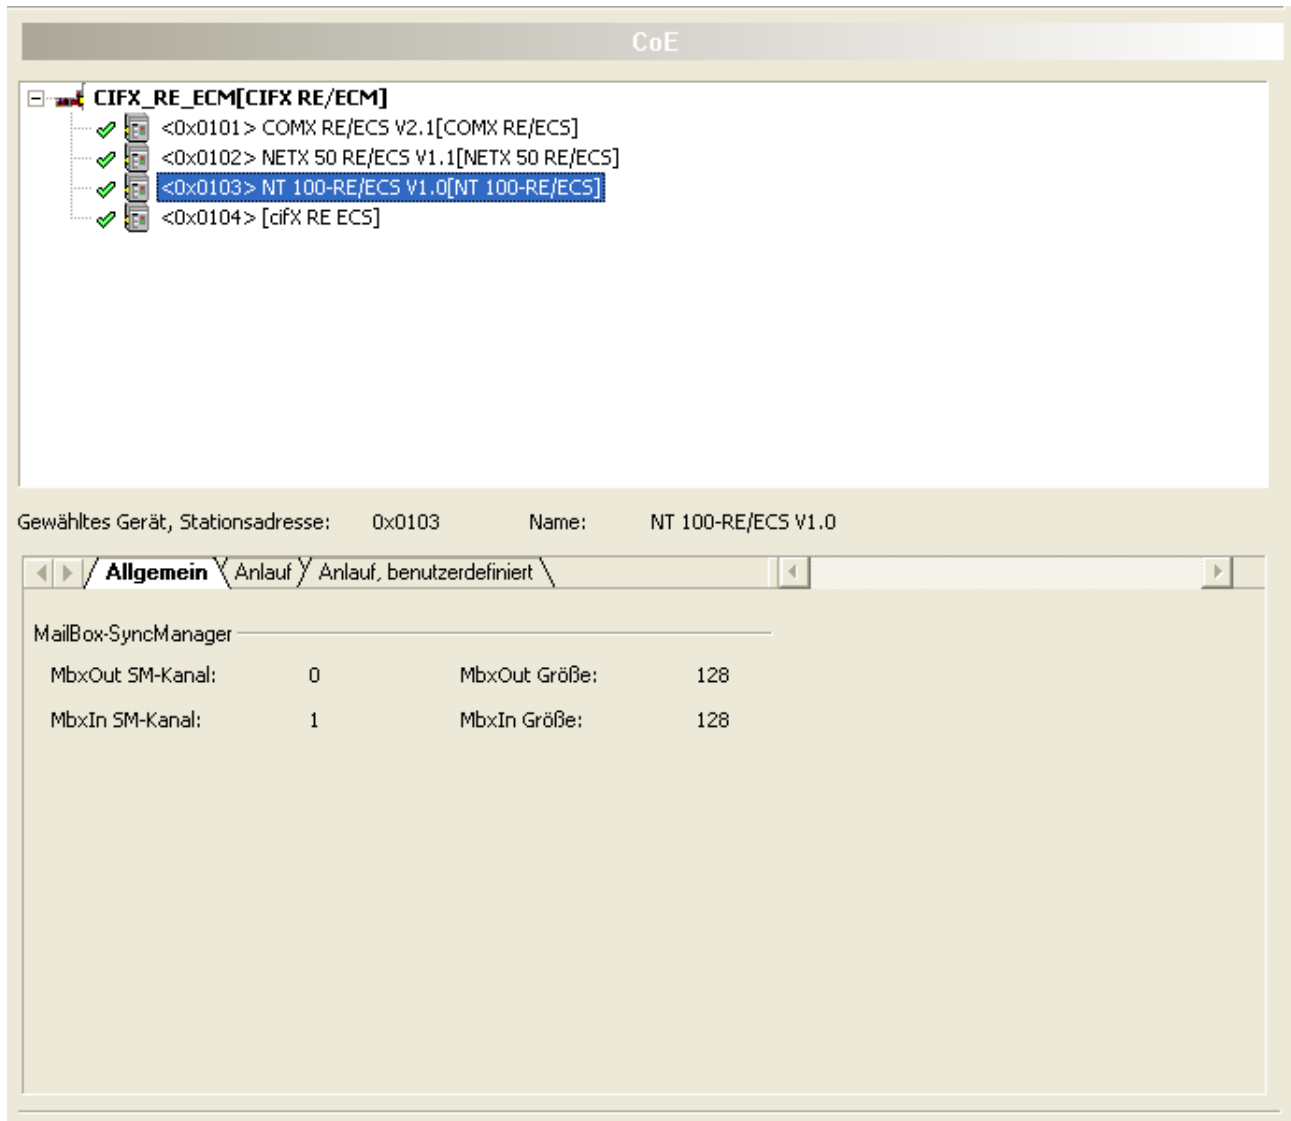 CoE
CIFX_RE_ECM[CIFX RE/ECM]
<0x0101> COMX RE/ECS V2.1[COMX RE/ECS]
<0x0102> NETX 50 RE/ECS V1.1[NETX 50 RE/ECS]
<0x0103> NT 100-RE/ECS V1.0[NT 100-RE/ECS]
<0x0104> [cifX RE ECS]
Gewähltes Gerät, Stationsadresse: 0x0103 Name: NT 100-RE/ECS V1.0
Allgemein Anlauf Anlauf, benutzerdefiniert
MailBox-SyncManager
MbxOut SM-Kanal: 0 MbxOut Größe: 128
MbxIn SM-Kanal: 1 MbxIn Größe: 128